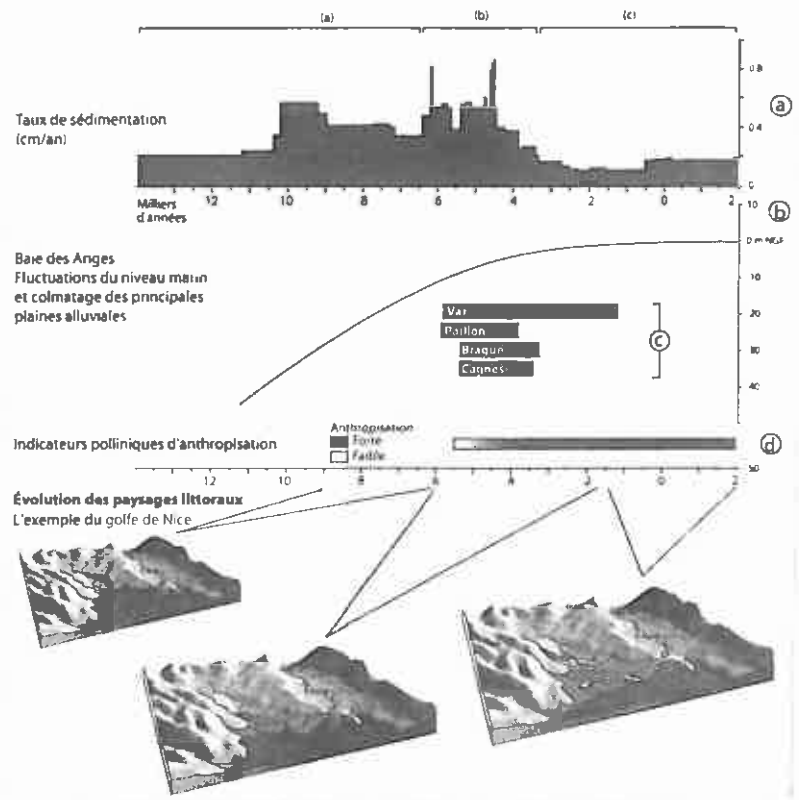 (a) (b) (c)
0.8
Taux de sédimentation
(cm/an)
a
0.4
0
Milliers
d'années
12 10 8 6 4 2 0 2
10
b
0 m NGF
Baie des Anges
Fluctuations du niveau marin
et colmatage des principales
plaines alluviales
10
20
Var
Paillon
c
30
Brague
Cagnes
40
Anthropisation
Indicateurs polliniques d'anthropisation
Forte
d
Faible
50
12 10 8 6 4 2 0 2
Évolution des paysages littoraux
L'exemple du golfe de Nice